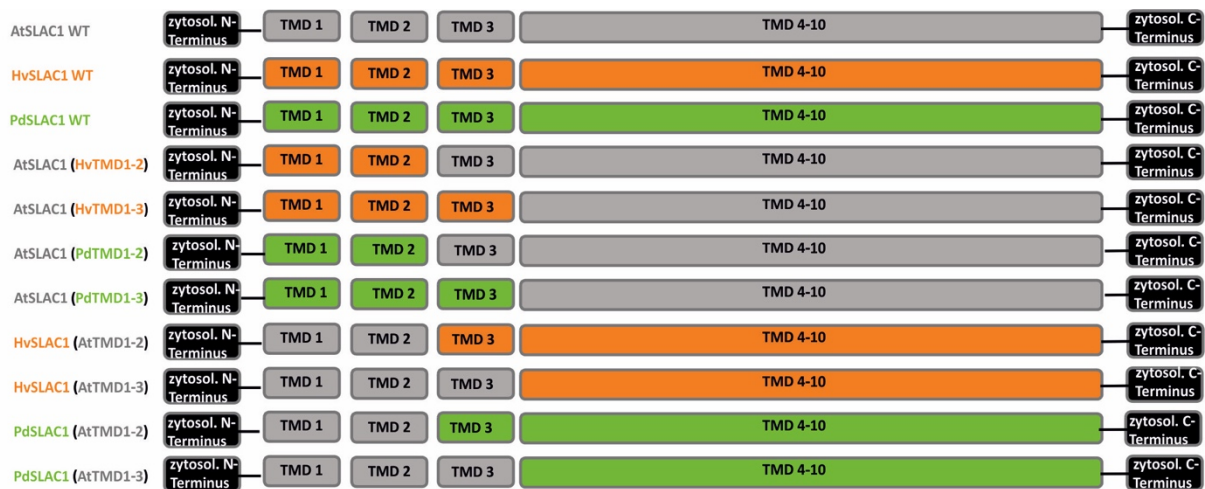 AtSLAC1 WT zytosol. N- TMD 1 TMD 2 TMD 3 TMD 4-10 zytosol. C-
Terminus Terminus
HvSLAC1 WT zytosol. N- TMD 1 TMD 2 TMD 3 TMD 4-10 zytosol. C-
Terminus Terminus
PdSLAC1 WT zytosol. N- TMD 1 TMD 2 TMD 3 TMD 4-10 zytosol. C-
Terminus Terminus
AtSLAC1 (HvTMD1-2) zytosol. N- TMD 1 TMD 2 TMD 3 TMD 4-10 zytosol. C-
Terminus Terminus
AtSLAC1 (HvTMD1-3) zytosol. N- TMD 1 TMD 2 TMD 3 TMD 4-10 zytosol. C-
Terminus Terminus
AtSLAC1 (PdTMD1-2) zytosol. N- TMD 1 TMD 2 TMD 3 TMD 4-10 zytosol. C-
Terminus Terminus
AtSLAC1 (PdTMD1-3) zytosol. N- TMD 1 TMD 2 TMD 3 TMD 4-10 zytosol. C-
Terminus Terminus
HvSLAC1 (AtTMD1-2) zytosol. N- TMD 1 TMD 2 TMD 3 TMD 4-10 zytosol. C-
Terminus Terminus
HvSLAC1 (AtTMD1-3) zytosol. N- TMD 1 TMD 2 TMD 3 TMD 4-10 zytosol. C-
Terminus Terminus
PdSLAC1 (AtTMD1-2) zytosol. N- TMD 1 TMD 2 TMD 3 TMD 4-10 zytosol. C-
Terminus Terminus
PdSLAC1 (AtTMD1-3) zytosol. N- TMD 1 TMD 2 TMD 3 TMD 4-10 zytosol. C-
Terminus Terminus